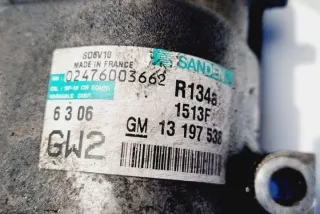 SD6V10
MADE IN FRANCE
SANDEN
02476003662
R134a
1513F
6 3 06
GM 13 197 538
GW2